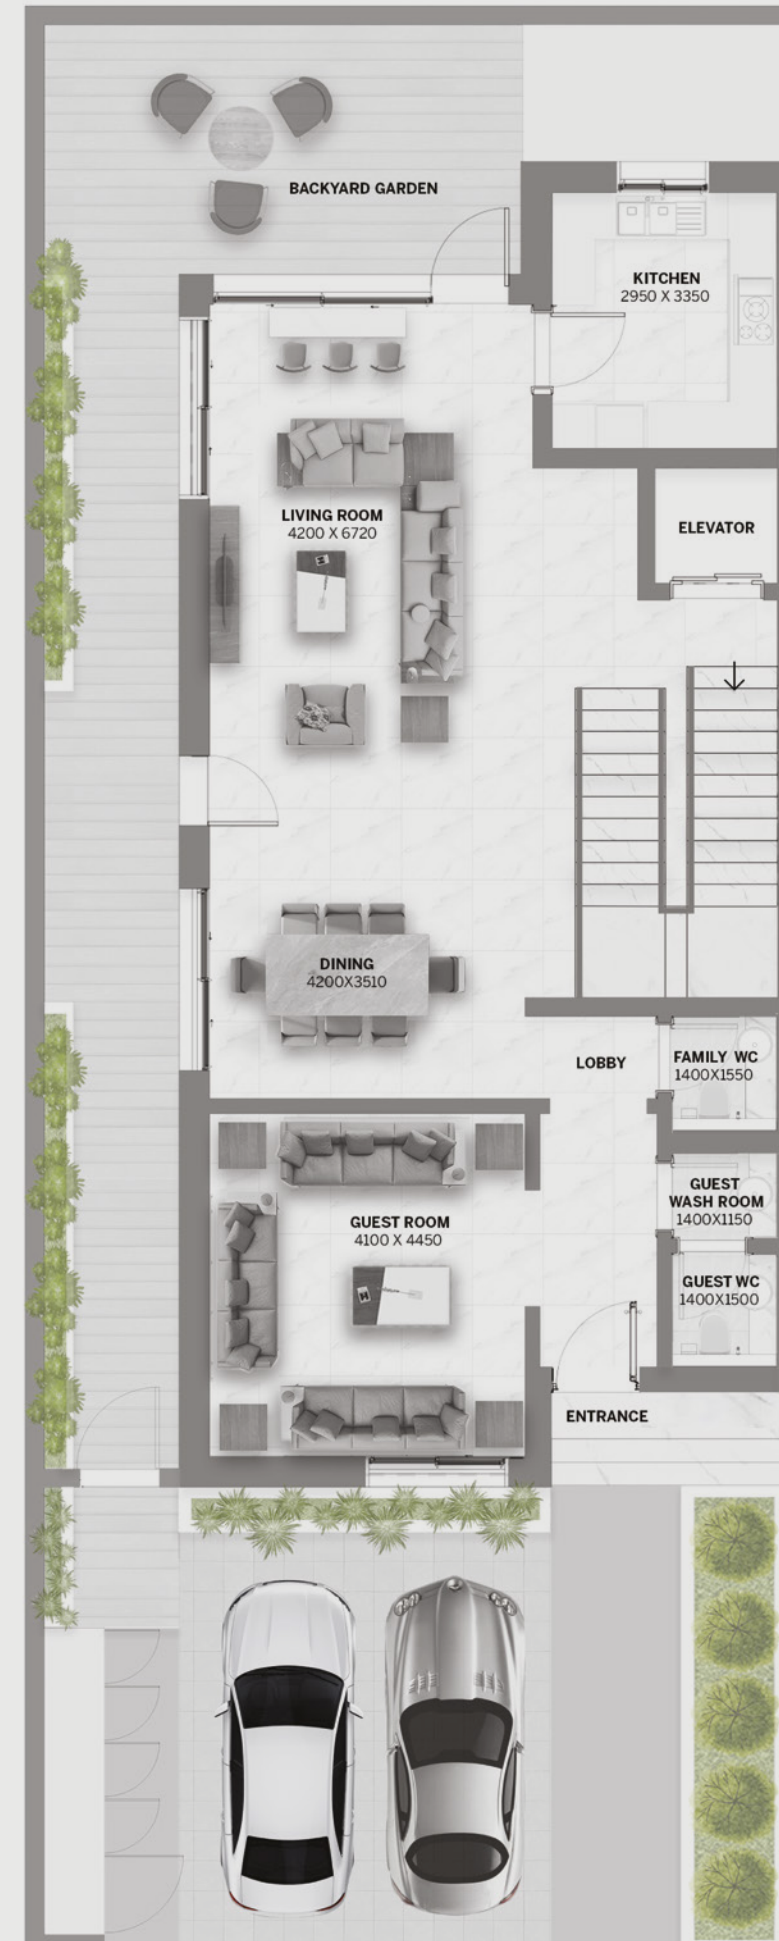 BACKYARD GARDEN
KITCHEN
2950 X 3350
LIVING ROOM
4200 X 6720
ELEVATOR
DINING
4200X3510
LOBBY
FAMILY WC
1400X1550
GUEST
WASH ROOM
1400X1150
GUEST ROOM
4100 X 4450
GUEST WC
1400X1500
ENTRANCE